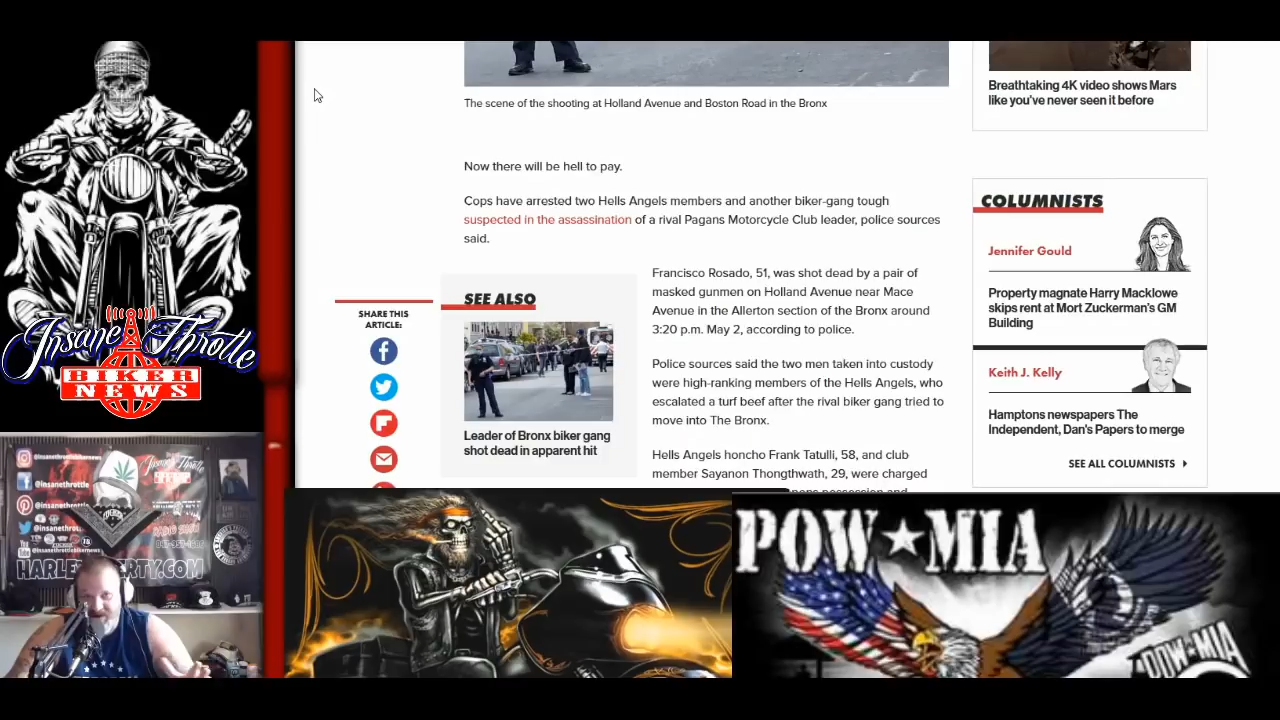 The scene of the shooting at Holland Avenue and Boston Road in the Bronx
Now there will be hell to pay.
Cops have arrested two Hells Angels members and another biker-gang tough
suspected in the assassination of a rival Pagans Motorcycle Club leader, police sources
said.
SHARE THIS
ARTICLE:
SEE ALSO
Leader of Bronx biker gang
shot dead in apparent hit
Francisco Rosado, 51, was shot dead by a pair of
masked gunmen on Holland Avenue near Mace
Avenue in the Allerton section of the Bronx around
3:20 p.m. May 2, according to police.
Police sources said the two men taken into custody
were high-ranking members of the Hells Angels, who
escalated a turf beef after the rival biker gang tried to
move into The Bronx.
Hells Angels honcho Frank Tatulli, 58, and club
member Sayanon Thongthwath, 29, were charged
Breathtaking 4K video shows Mars
like you've never seen it before
COLUMNISTS
Jennifer Gould
Property magnate Harry Macklowe
skips rent at Mort Zuckerman's GM
Building
Keith J. Kelly
Hamptons newspapers The
Independent, Dan's Papers to merge
SEE ALL COLUMNISTS
Insane Throttle
BIKER
NEWS
@insanethrottlebikernews
@insanethrottle
HARLEY LIBERTY.COM
POW★MIA
POW★MIA